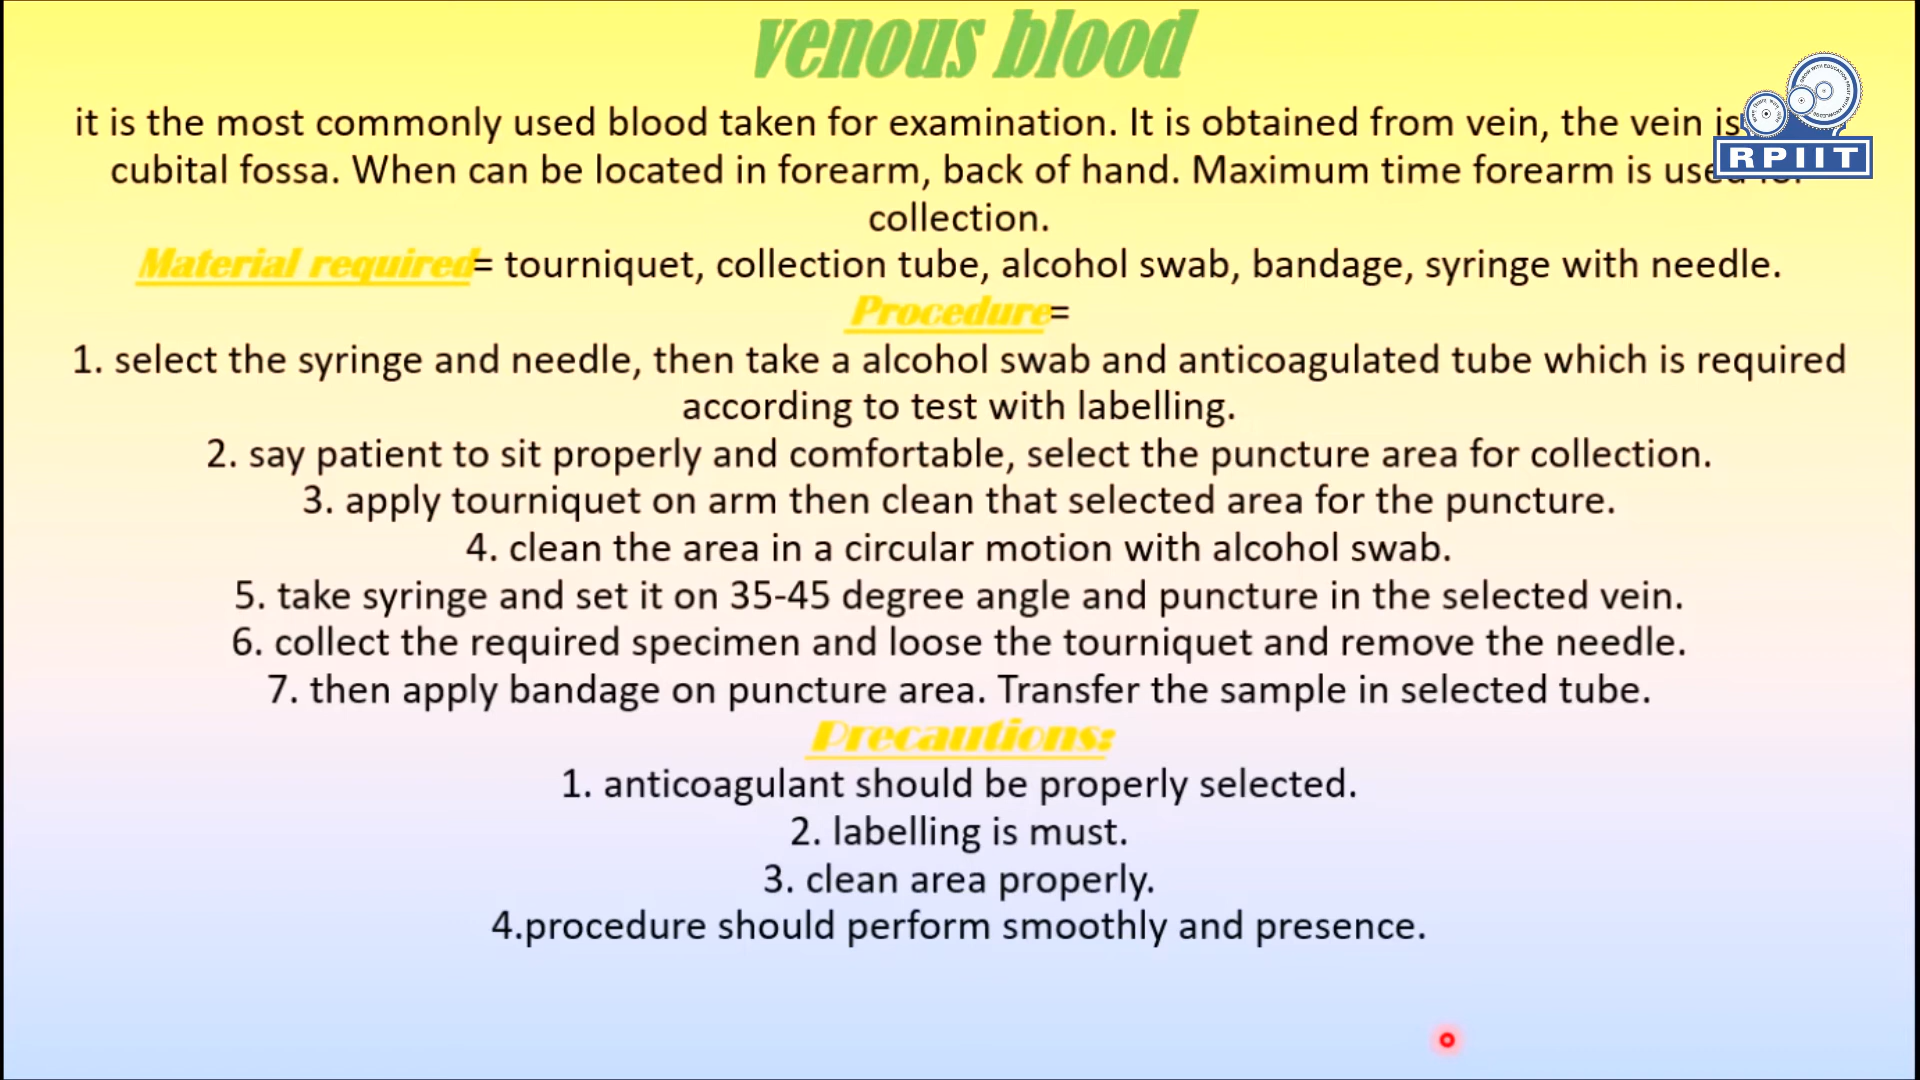 venous blood
it is the most commonly used blood taken for examination. It is obtained from vein, the vein is
cubital fossa. When can be located in forearm, back of hand. Maximum time forearm is used for
RPIIT
collection.
Material required= tourniquet, collection tube, alcohol swab, bandage, syringe with needle.
Procedure=
1. select the syringe and needle, then take a alcohol swab and anticoagulated tube which is required
according to test with labelling.
2. say patient to sit properly and comfortable, select the puncture area for collection.
3. apply tourniquet on arm then clean that selected area for the puncture.
4. clean the area in a circular motion with alcohol swab.
5. take syringe and set it on 35-45 degree angle and puncture in the selected vein.
6. collect the required specimen and loose the tourniquet and remove the needle.
7. then apply bandage on puncture area. Transfer the sample in selected tube.
Precautions:
1. anticoagulant should be properly selected.
2. labelling is must.
3. clean area properly.
4.procedure should perform smoothly and presence.